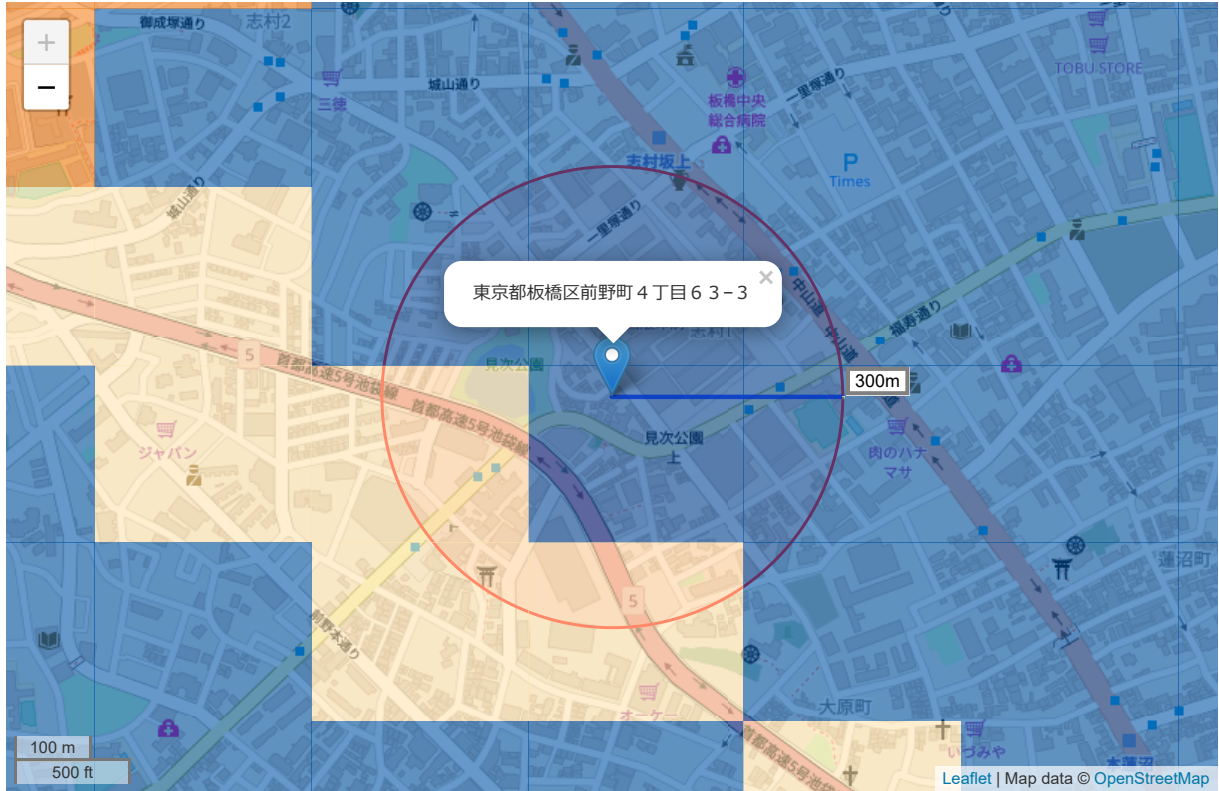 御成塚通り
志村2
+
−
城山通り
三徳
TOBU STORE
一里塚通り
板橋中央
総合病院
志村坂上
P
Times
城山通り
一里塚通り
東京都板橋区前野町４丁目６３−３
×
中山道
中山道
福寿通り
5
首都高速5号池袋線
見次公園
300m
首都高速5号池袋線
見次公園
上
ジャパン
肉のハナ
マサ
蓮沼町
5
前野本通り
オーケー
大原町
いづみや
首都高速5号池袋
本蓮沼
100 m
500 ft
Leaflet | Map data © OpenStreetMap